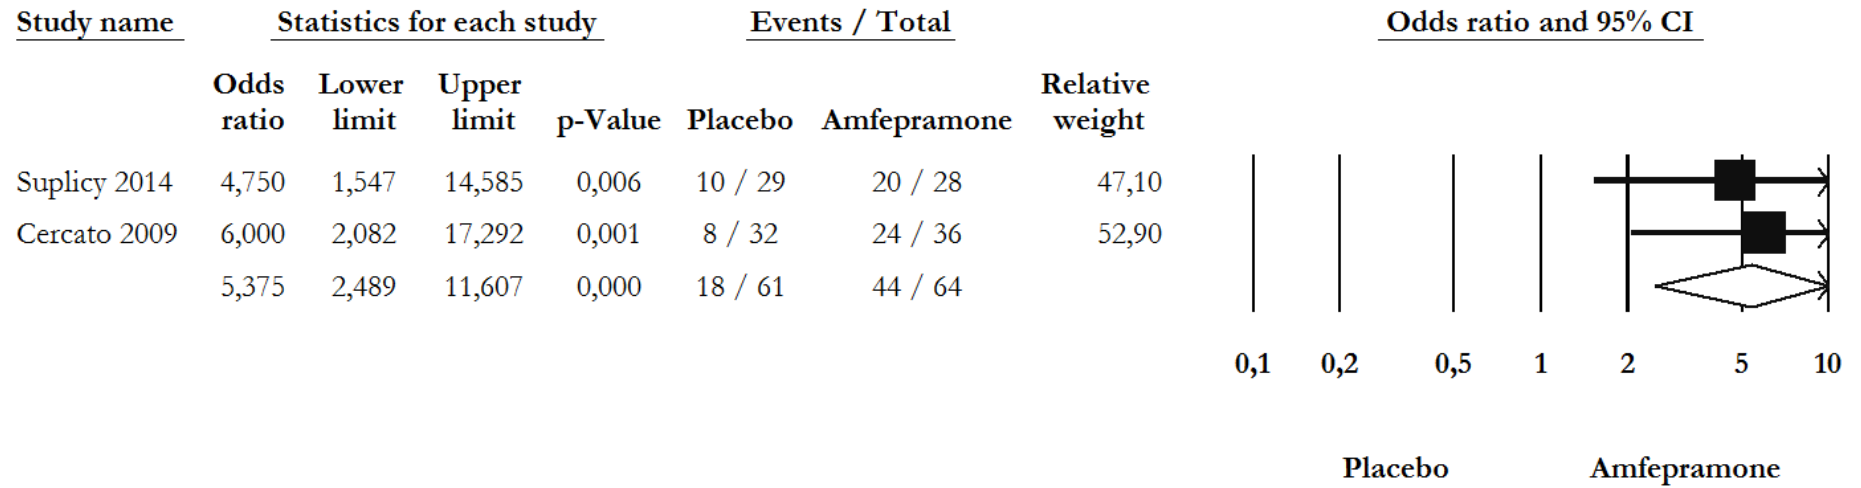 Study name Statistics for each study Events / Total Odds ratio and 95% CI
Odds Lower Upper Relative
ratio limit limit p-Value Placebo Amfepramone weight
Suplicy 2014 4,750 1,547 14,585 0,006 10 / 29 20 / 28 47,10
Cercato 2009 6,000 2,082 17,292 0,001 8 / 32 24 / 36 52,90
5,375 2,489 11,607 0,000 18 / 61 44 / 64
0,1 0,2 0,5 1 2 5 10
Placebo Amfepramone